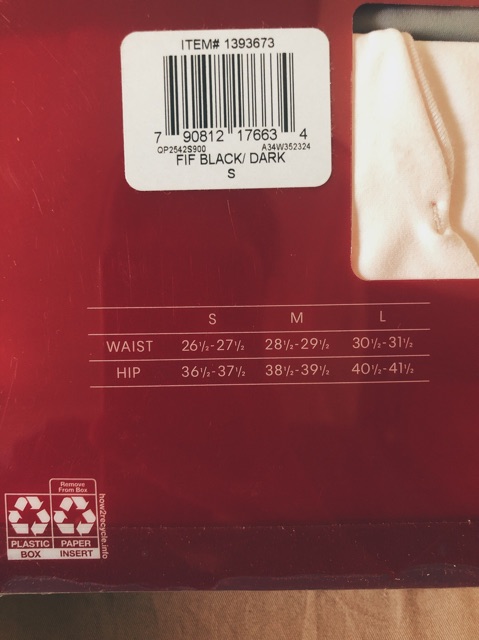 ITEM# 1393673
7 90812 17663 4
QP2542S900 A34W352324
FIF BLACK/ DARK
S
S M L
WAIST 26½-27½ 28½-29½ 30½-31½
HIP 36½-37½ 38½-39½ 40½-41½
Remove
From Box
PLASTIC PAPER
BOX INSERT
how2recycle.info